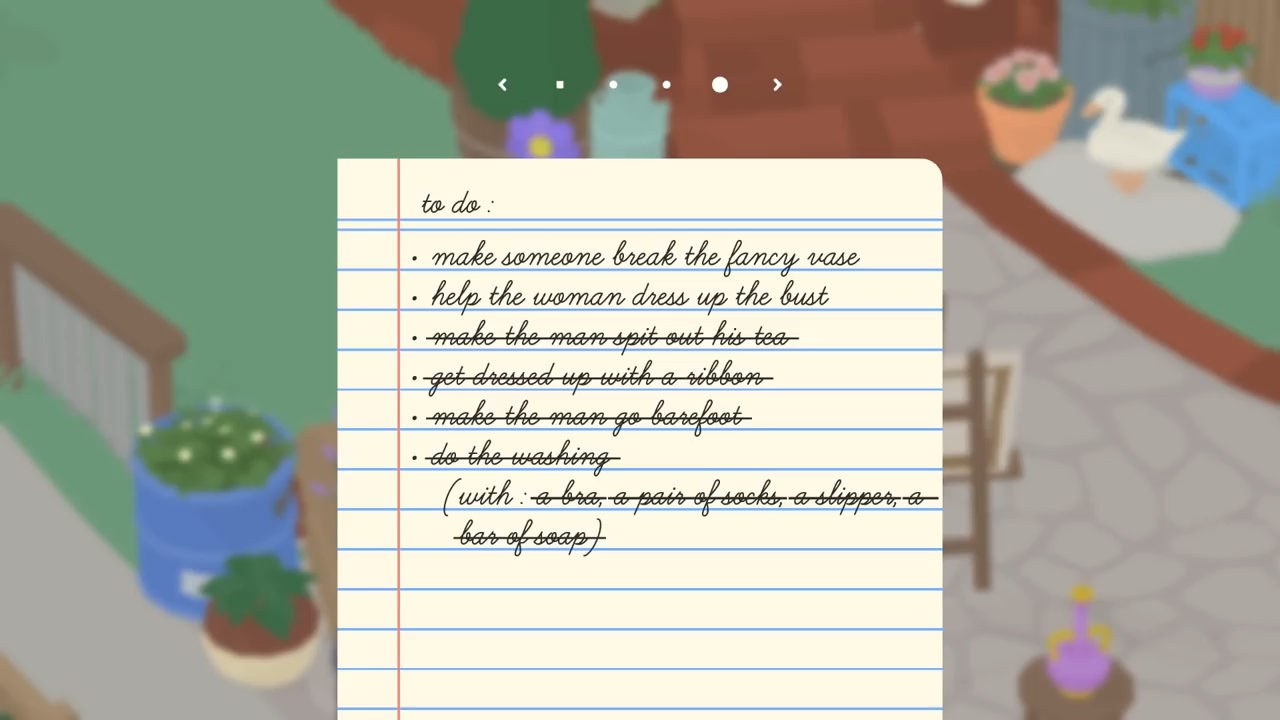 to do :
• make someone break the fancy vase
• help the woman dress up the bust
• make the man spit out his tea
• get dressed up with a ribbon
• make the man go barefoot
• do the washing
(with : a bra, a pair of socks, a slipper, a
bar of soap)